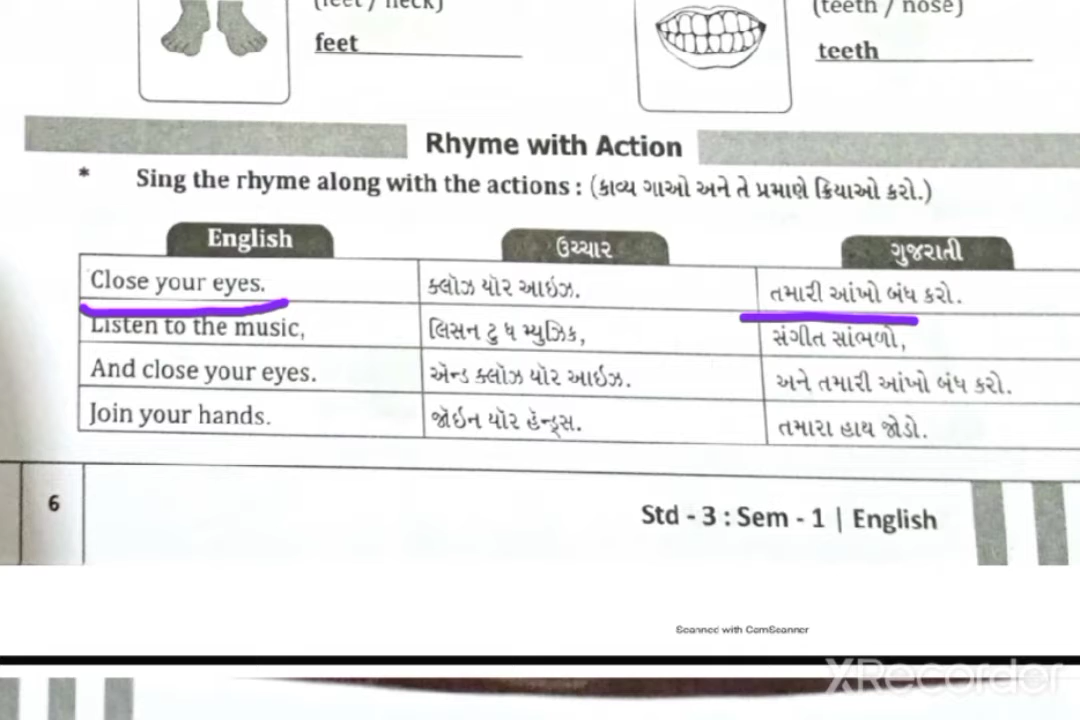 (feet / neck)
(teeth / nose)
feet
teeth
Rhyme with Action
* Sing the rhyme along with the actions : (કાવ્ય ગાઓ અને તે પ્રમાણે ક્રિયાઓ કરો.)
English ઉચ્ચાર ગુજરાતી
Close your eyes. ક્લૉઝ યૉર આઇઝ. તમારી આંખો બંધ કરો.
Listen to the music, લિસન ટુ ધ મ્યુઝિક, સંગીત સાંભળો,
And close your eyes. ઍન્ડ ક્લૉઝ યૉર આઇઝ. અને તમારી આંખો બંધ કરો.
Join your hands. જૉઇન યૉર હૅન્ડ્સ. તમારા હાથ જોડો.
6
Std - 3 : Sem - 1 | English
Scanned with CamScanner
XRecorder